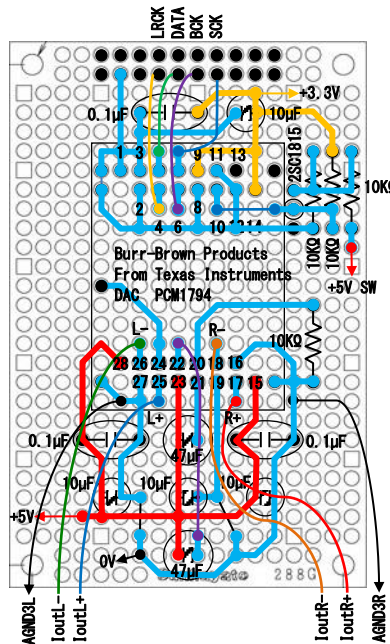 LRCK
DATA
BCK
SCK
+3.3V
0.1μF
10μF
2SC1815
1 3 9 11 13
10KΩ
2 4 6 8 10 12 14
10KΩ
10KΩ
Burr-Brown Products
From Texas Instruments
DAC PCM1794
+5V SW
L- R-
10KΩ
28 26 24 22 20 18 16
27 25 23 21 19 17 15
L+ R+
0.1μF
0.1μF
47μF
10μF
10μF
10μF
+5V
0V
47μF
288G
AGND3L
IoutL-
IoutL+
IoutR-
IoutR+
AGND3R